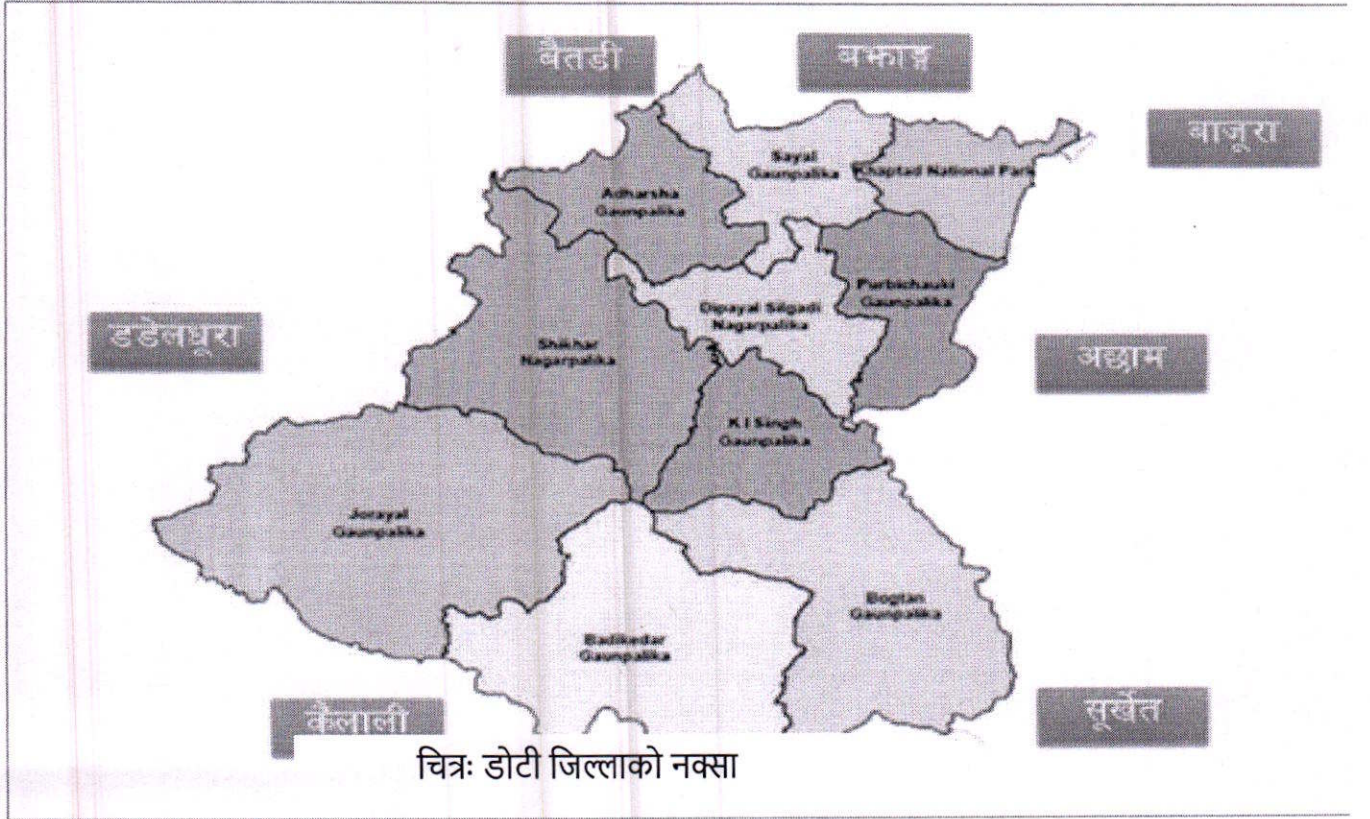 बैतडी
बझाङ्ग
बाजूरा
Sayal
Gaunpalika
Khaptad National Park
Adharsha
Gaunpalika
Purbichauki
Gaunpalika
Dipayal Silgadi
Nagarpalika
डडेलधूरा
Shikhar
Nagarpalika
अछाम
K I Singh
Gaunpalika
Jorayal
Gaunpalika
Bogtan
Gaunpalika
Badikedar
Gaunpalika
कैलाली
सूर्खेत
चित्रः डोटी जिल्लाको नक्सा